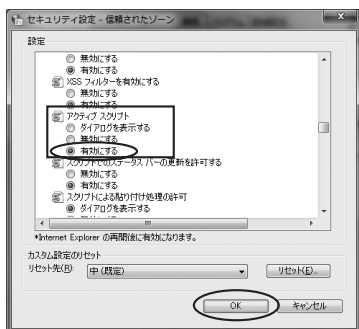 セキュリティ設定 - 信頼されたゾーン
設定
無効にする
有効にする
XSS フィルターを有効にする
無効にする
有効にする
アクティブ スクリプト
ダイアログを表示する
無効にする
有効にする
スクリプトでのステータス バーの更新を許可する
無効にする
有効にする
スクリプトによる貼り付け処理の許可
ダイアログを表示する
*Internet Explorer の再開後に有効になります。
カスタム設定のリセット
リセット先(R): 中 (既定) リセット(E)...
OK キャンセル